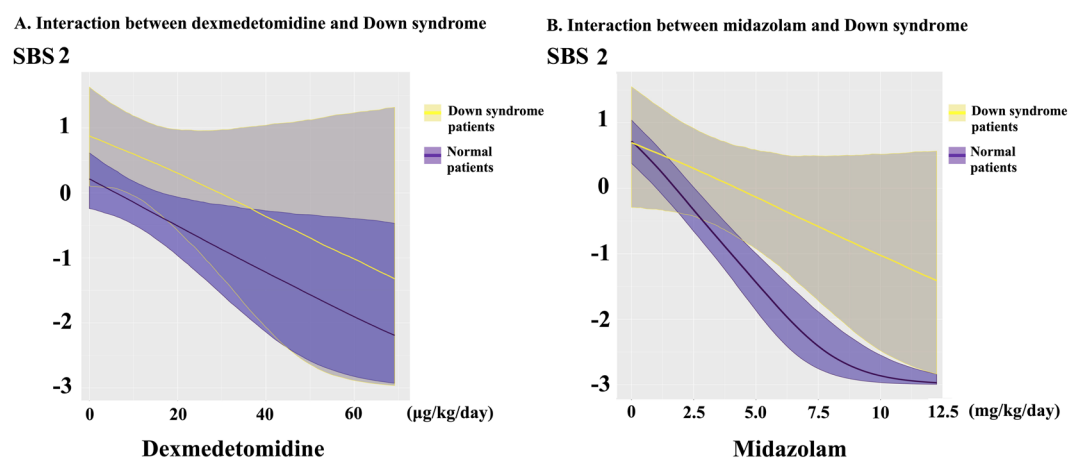 A. Interaction between dexmedetomidine and Down syndrome
SBS 2
1
0
-1
-2
-3
0 20 40 60 (μg/kg/day)
Dexmedetomidine
Down syndrome
patients
Normal
patients
B. Interaction between midazolam and Down syndrome
SBS 2
1
0
-1
-2
-3
0 2.5 5.0 7.5 10 12.5 (mg/kg/day)
Midazolam
Down syndrome
patients
Normal
patients